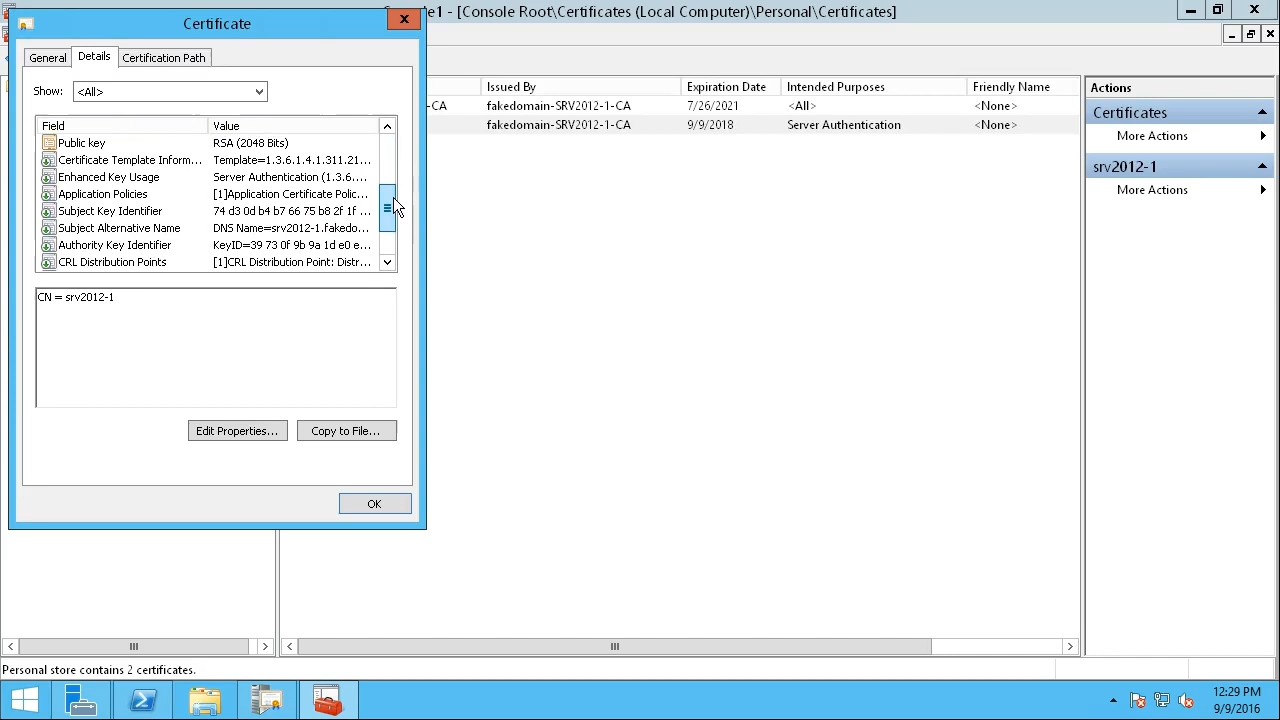 Certificate
Console1 - [Console Root\Certificates (Local Computer)\Personal\Certificates]
General
Details
Certification Path
Show:
<All>
Field
Value
Public key
RSA (2048 Bits)
Certificate Template Inform...
Template=1.3.6.1.4.1.311.21...
Enhanced Key Usage
Server Authentication (1.3.6....
Application Policies
[1]Application Certificate Polic...
Subject Key Identifier
74 d3 0d b4 b7 66 75 b8 2f 1f ...
Subject Alternative Name
DNS Name=srv2012-1.fakedo...
Authority Key Identifier
KeyID=39 73 0f 9b 9a 1d e0 e...
CRL Distribution Points
[1]CRL Distribution Point: Distr...
CN = srv2012-1
Edit Properties...
Copy to File...
OK
Issued By
Expiration Date
Intended Purposes
Friendly Name
-CA
fakedomain-SRV2012-1-CA
7/26/2021
<All>
<None>
fakedomain-SRV2012-1-CA
9/9/2018
Server Authentication
<None>
Actions
Certificates
More Actions
srv2012-1
More Actions
Personal store contains 2 certificates.
12:29 PM
9/9/2016